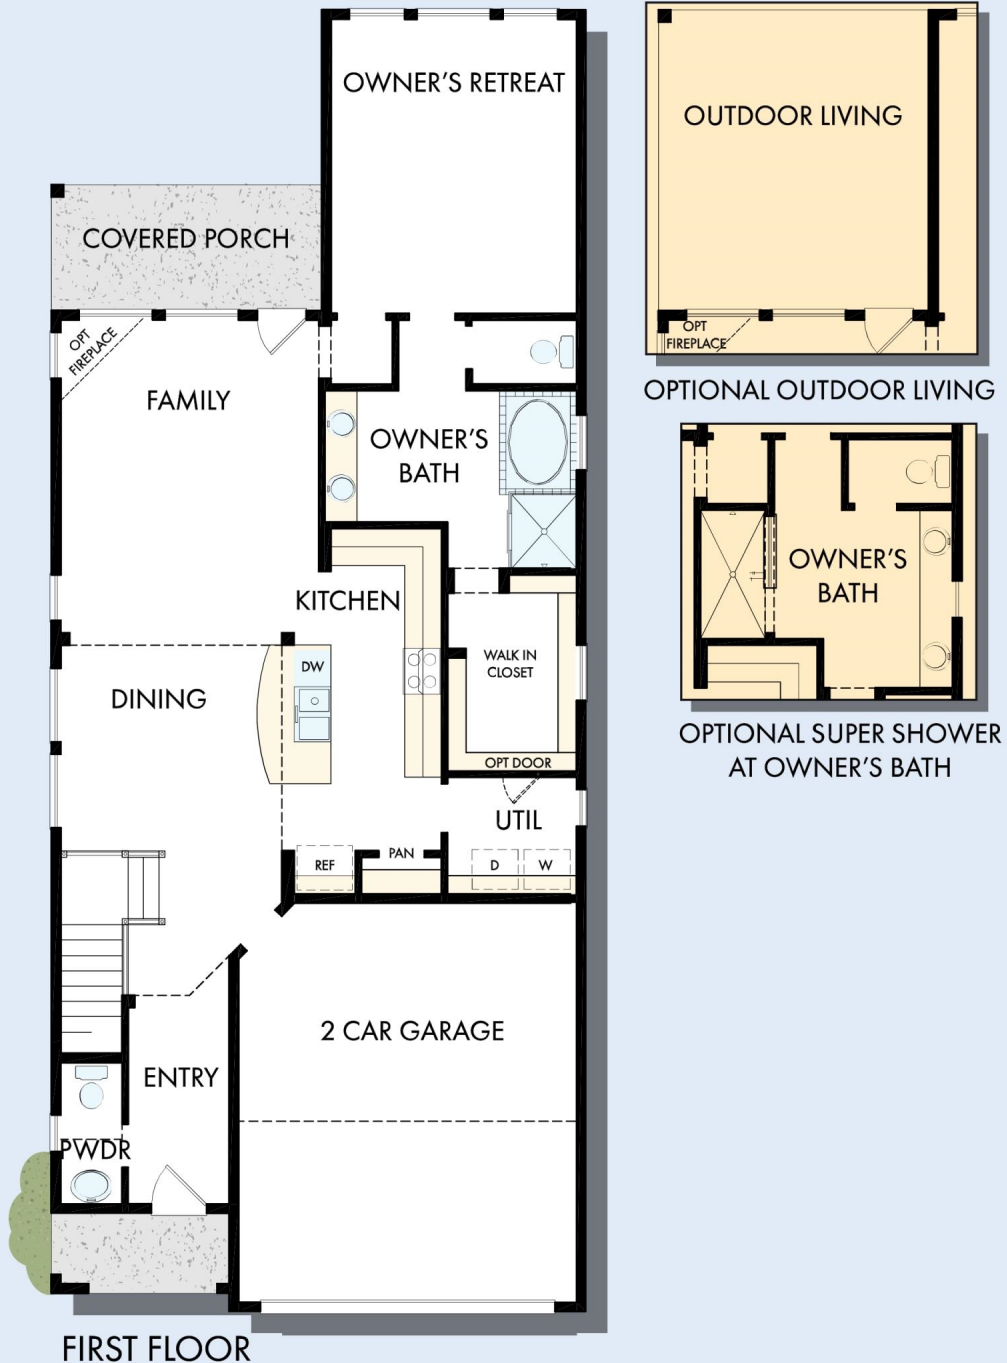 OWNER'S RETREAT
COVERED PORCH
OPT
FIREPLACE
FAMILY
OWNER'S
BATH
KITCHEN
WALK IN
CLOSET
DW
DINING
OPT DOOR
UTIL
REF
PAN
D
W
2 CAR GARAGE
ENTRY
PWDR
FIRST FLOOR
OUTDOOR LIVING
OPT
FIREPLACE
OPTIONAL OUTDOOR LIVING
OWNER'S
BATH
OPTIONAL SUPER SHOWER
AT OWNER'S BATH